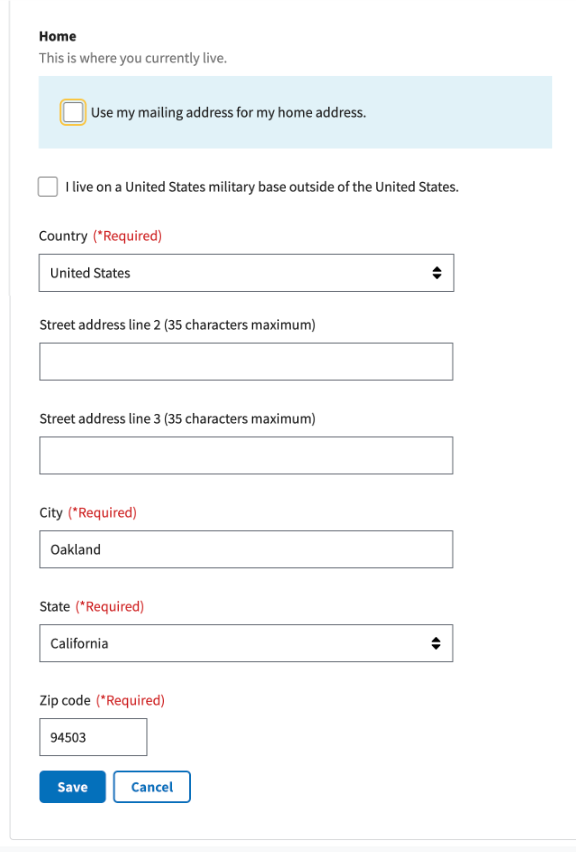 Home
This is where you currently live.
Use my mailing address for my home address.
I live on a United States military base outside of the United States.
Country (*Required)
United States
Street address line 2 (35 characters maximum)
Street address line 3 (35 characters maximum)
City (*Required)
Oakland
State (*Required)
California
Zip code (*Required)
94503
Save Cancel